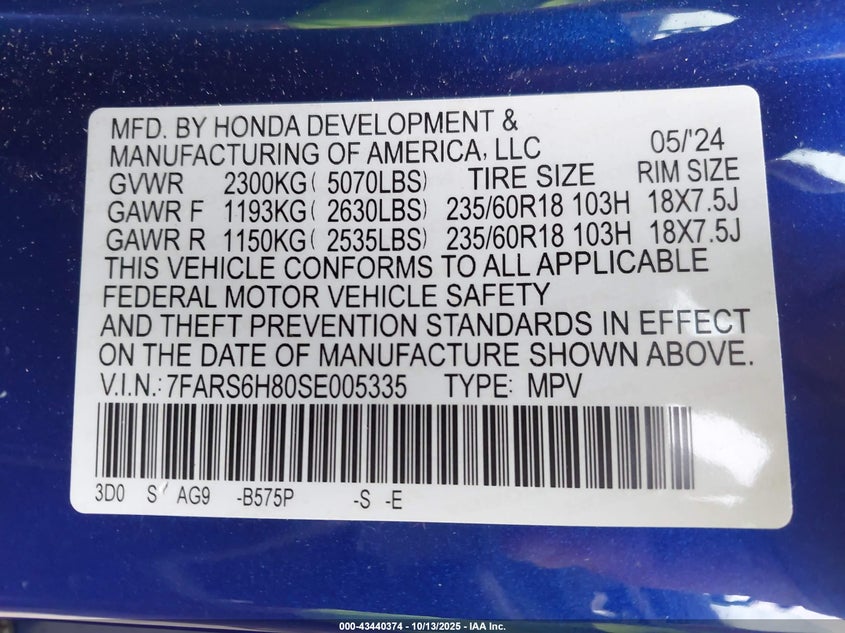 MFD. BY HONDA DEVELOPMENT &
MANUFACTURING OF AMERICA, LLC 05/'24
GVWR 2300KG( 5070LBS) TIRE SIZE RIM SIZE
GAWR F 1193KG( 2630LBS) 235/60R18 103H 18X7.5J
GAWR R 1150KG( 2535LBS) 235/60R18 103H 18X7.5J
THIS VEHICLE CONFORMS TO ALL APPLICABLE
FEDERAL MOTOR VEHICLE SAFETY
AND THEFT PREVENTION STANDARDS IN EFFECT
ON THE DATE OF MANUFACTURE SHOWN ABOVE.
V.I.N.: 7FARS6H80SE005335 TYPE: MPV
3D0 S AG9 -B575P -S -E
000-43440374 - 10/13/2025 - IAA Inc.